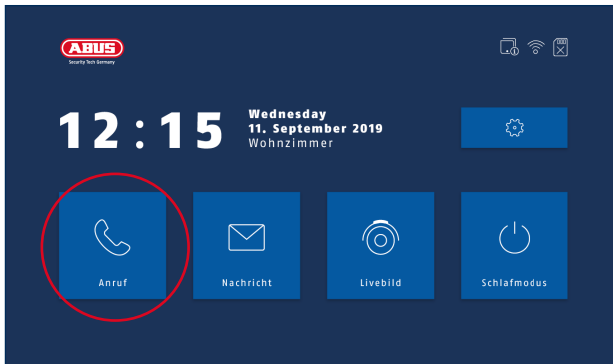 ABUS
Security Tech Germany
12:15
Wednesday
11. September 2019
Wohnzimmer
Anruf
Nachricht
Livebild
Schlafmodus